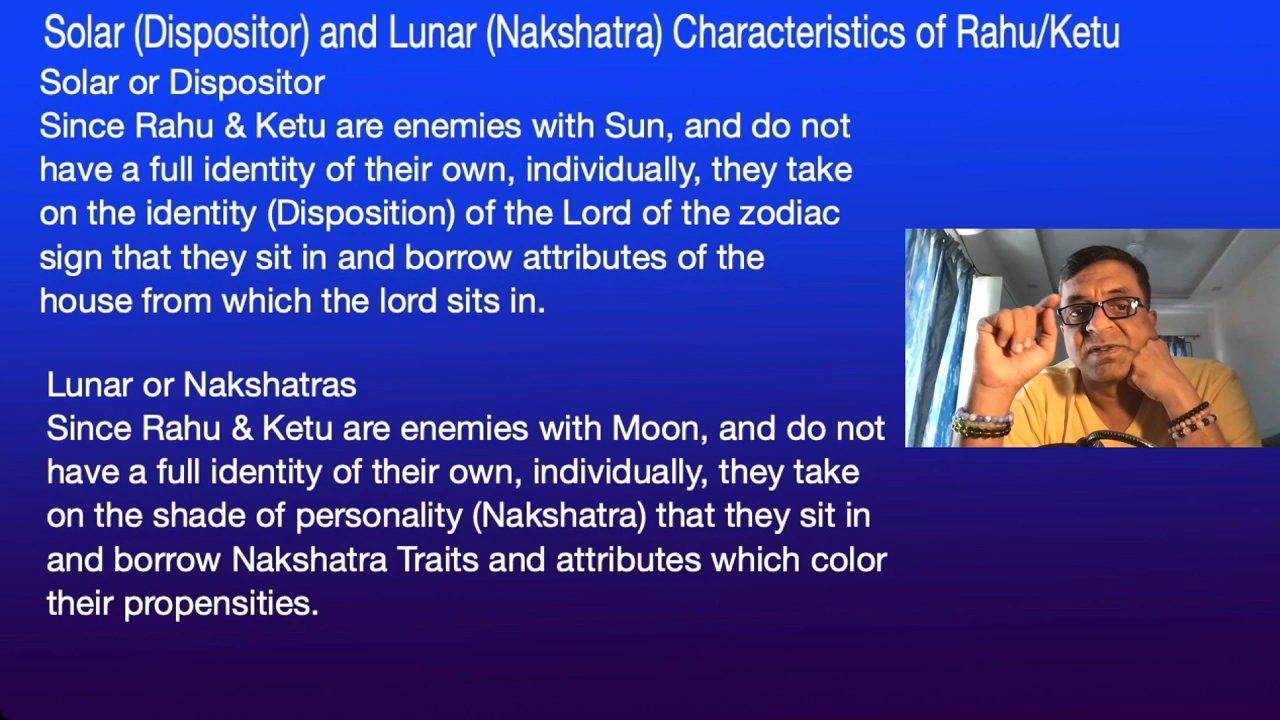 Solar (Dispositor) and Lunar (Nakshatra) Characteristics of Rahu/Ketu
Solar or Dispositor
Since Rahu & Ketu are enemies with Sun, and do not
have a full identity of their own, individually, they take
on the identity (Disposition) of the Lord of the zodiac
sign that they sit in and borrow attributes of the
house from which the lord sits in.
Lunar or Nakshatras
Since Rahu & Ketu are enemies with Moon, and do not
have a full identity of their own, individually, they take
on the shade of personality (Nakshatra) that they sit in
and borrow Nakshatra Traits and attributes which color
their propensities.